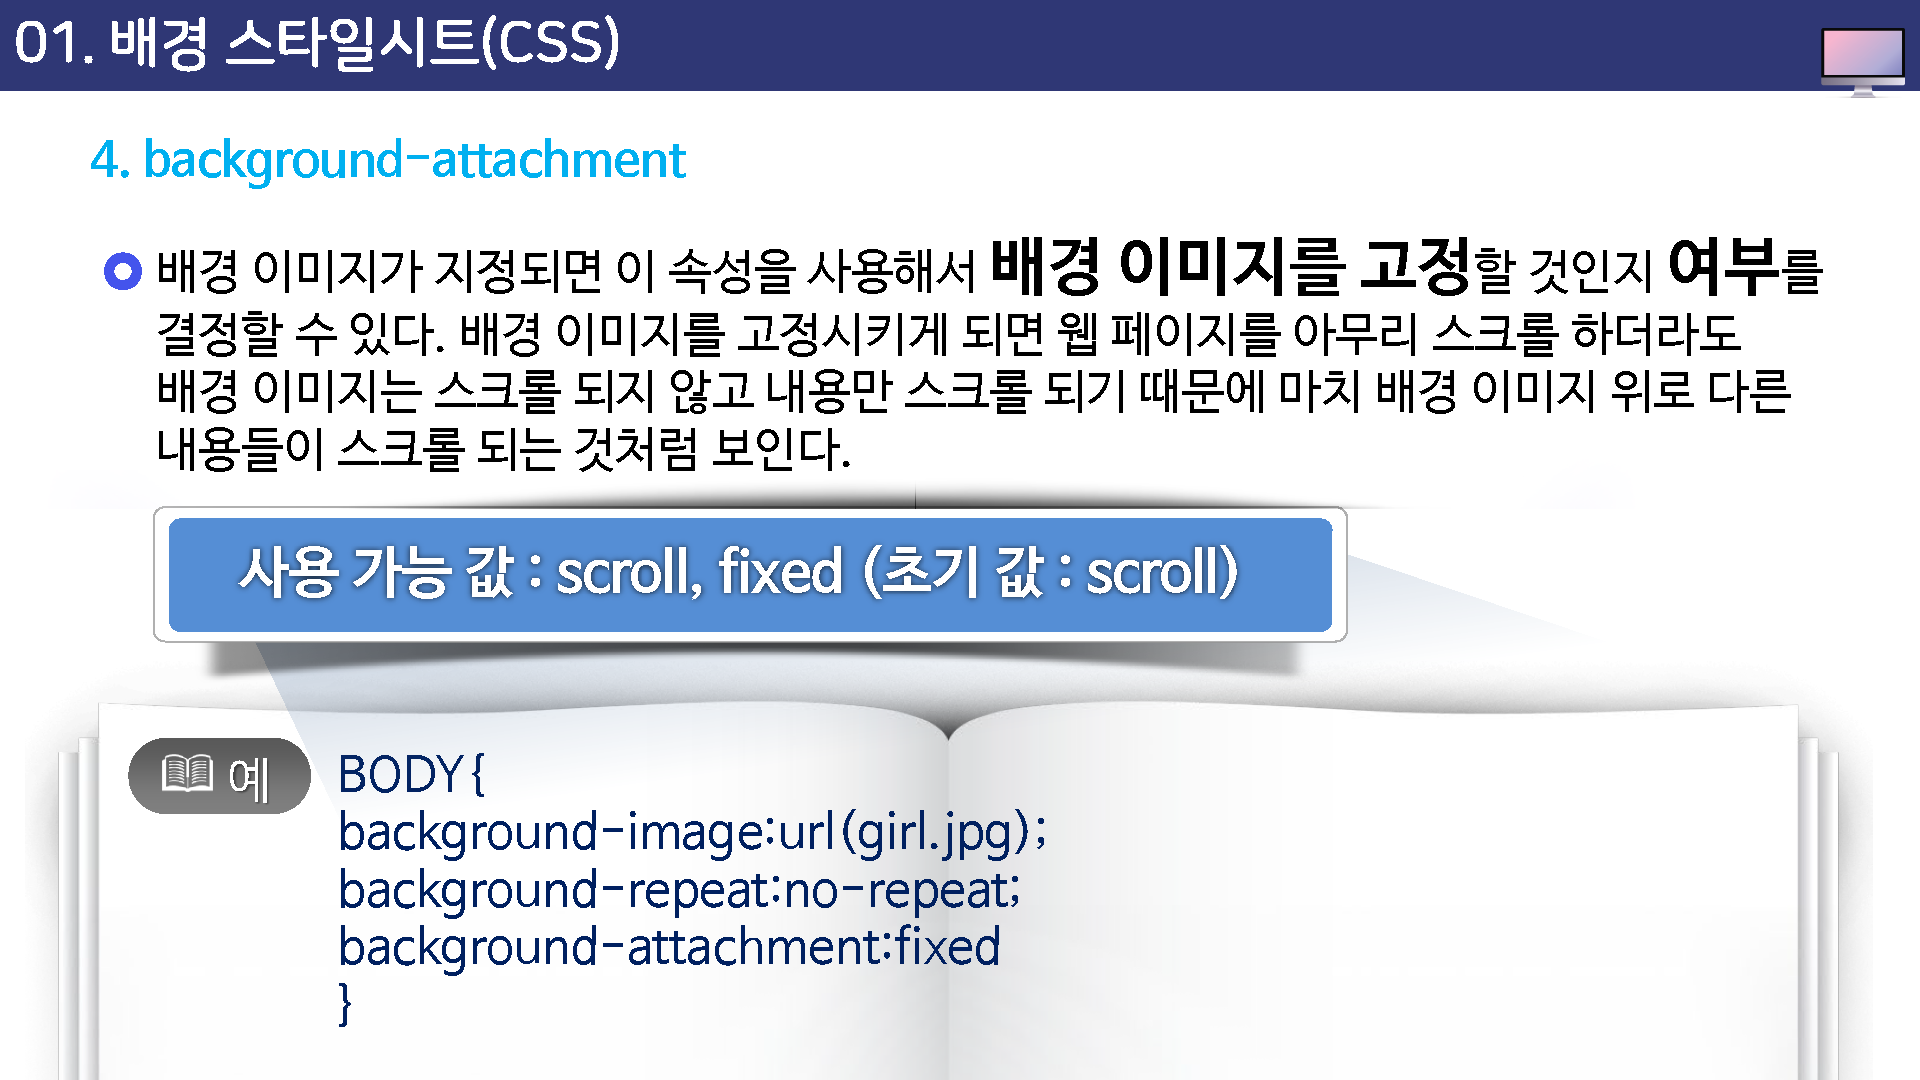 01. 배경 스타일시트(CSS)
4. background-attachment
배경 이미지가 지정되면 이 속성을 사용해서 배경 이미지를 고정할 것인지 여부를
결정할 수 있다. 배경 이미지를 고정시키게 되면 웹 페이지를 아무리 스크롤 하더라도
배경 이미지는 스크롤 되지 않고 내용만 스크롤 되기 때문에 마치 배경 이미지 위로 다른
내용들이 스크롤 되는 것처럼 보인다.
사용 가능 값 : scroll, fixed (초기 값 : scroll)
예
BODY{
background-image:url(girl.jpg);
background-repeat:no-repeat;
background-attachment:fixed
}